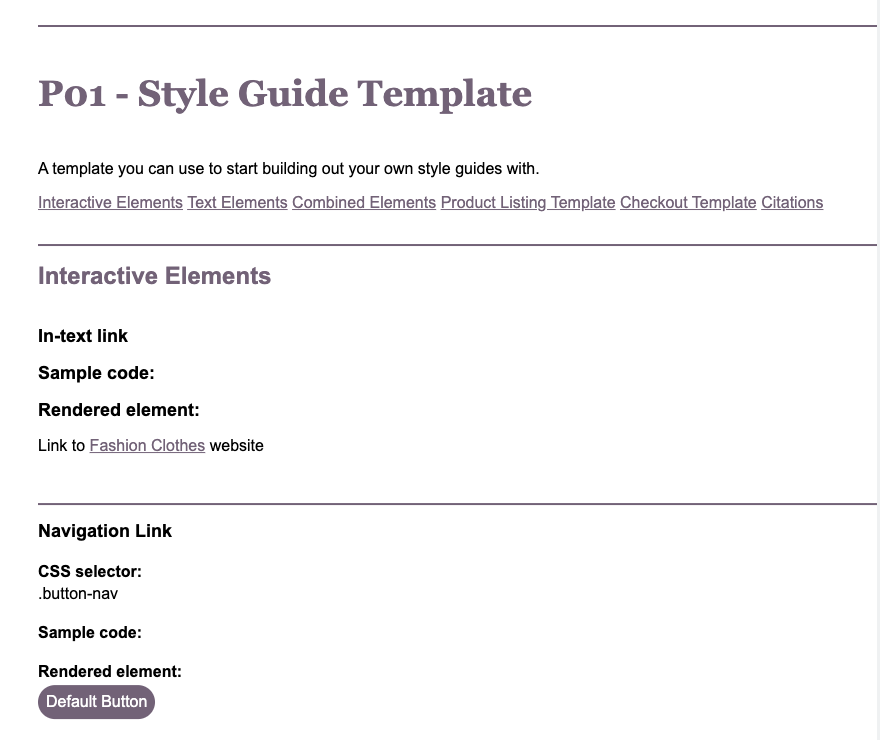 P01 - Style Guide Template
A template you can use to start building out your own style guides with.
Interactive Elements Text Elements Combined Elements Product Listing Template Checkout Template Citations
Interactive Elements
In-text link
Sample code:
Rendered element:
Link to Fashion Clothes website
Navigation Link
CSS selector:
.button-nav
Sample code:
Rendered element:
Default Button